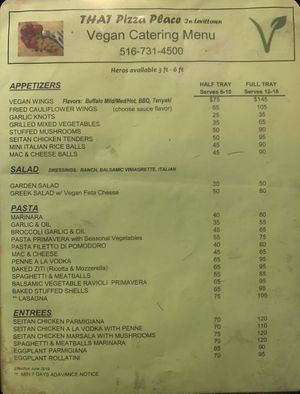 THAT Pizza Place In Levittown
Vegan Catering Menu
516-731-4500
Heros available 3 ft - 6 ft
HALF TRAY FULL TRAY
APPETIZERS Serves 6-10 Serves 12-18
VEGAN WINGS Flavors: Buffalo Mild/Med/Hot, BBQ, Teriyaki $75 $145
FRIED CAULIFLOWER WINGS (choose sauce flavor) 65 105
GARLIC KNOTS 25 35
GRILLED MIXED VEGETABLES 35 65
STUFFED MUSHROOMS 50 90
SEITAN CHICKEN TENDERS 50 95
MINI ITALIAN RICE BALLS 45 90
MAC & CHEESE BALLS 45 90
SALAD DRESSINGS: RANCH, BALSAMIC VINAIGRETTE, ITALIAN
GARDEN SALAD 30 50
GREEK SALAD w/ Vegan Feta Cheese 50 80
PASTA
MARINARA 40 60
GARLIC & OIL 35 55
BROCCOLI GARLIC & OIL 45 65
PASTA PRIMAVERA with Seasonal Vegetables 55 75
PASTA FILETTO DI POMODORO 40 60
MAC & CHEESE 45 65
PENNE A LA VODKA 65 95
BAKED ZITI (Ricotta & Mozzerella) 65 95
SPAGHETTI & MEATBALLS 55 85
BALSAMIC VEGETABLE RAVIOLI PRIMAVERA 65 95
BAKED STUFFED SHELLS 65 95
** LASAGNA 75 105
ENTREES
SEITAN CHICKEN PARMIGIANA 70 120
SEITAN CHICKEN A LA VODKA WITH PENNE 70 110
SEITAN CHICKEN MARSALA WITH MUSHROOMS 75 120
SPAGHETTI & MEATBALLS MARINARA 70 120
EGGPLANT PARMIGIANA 65 90
EGGPLANT ROLLATINI 70 95
Effective June 2019
** MIN 7 DAYS ADAVANCE NOTICE